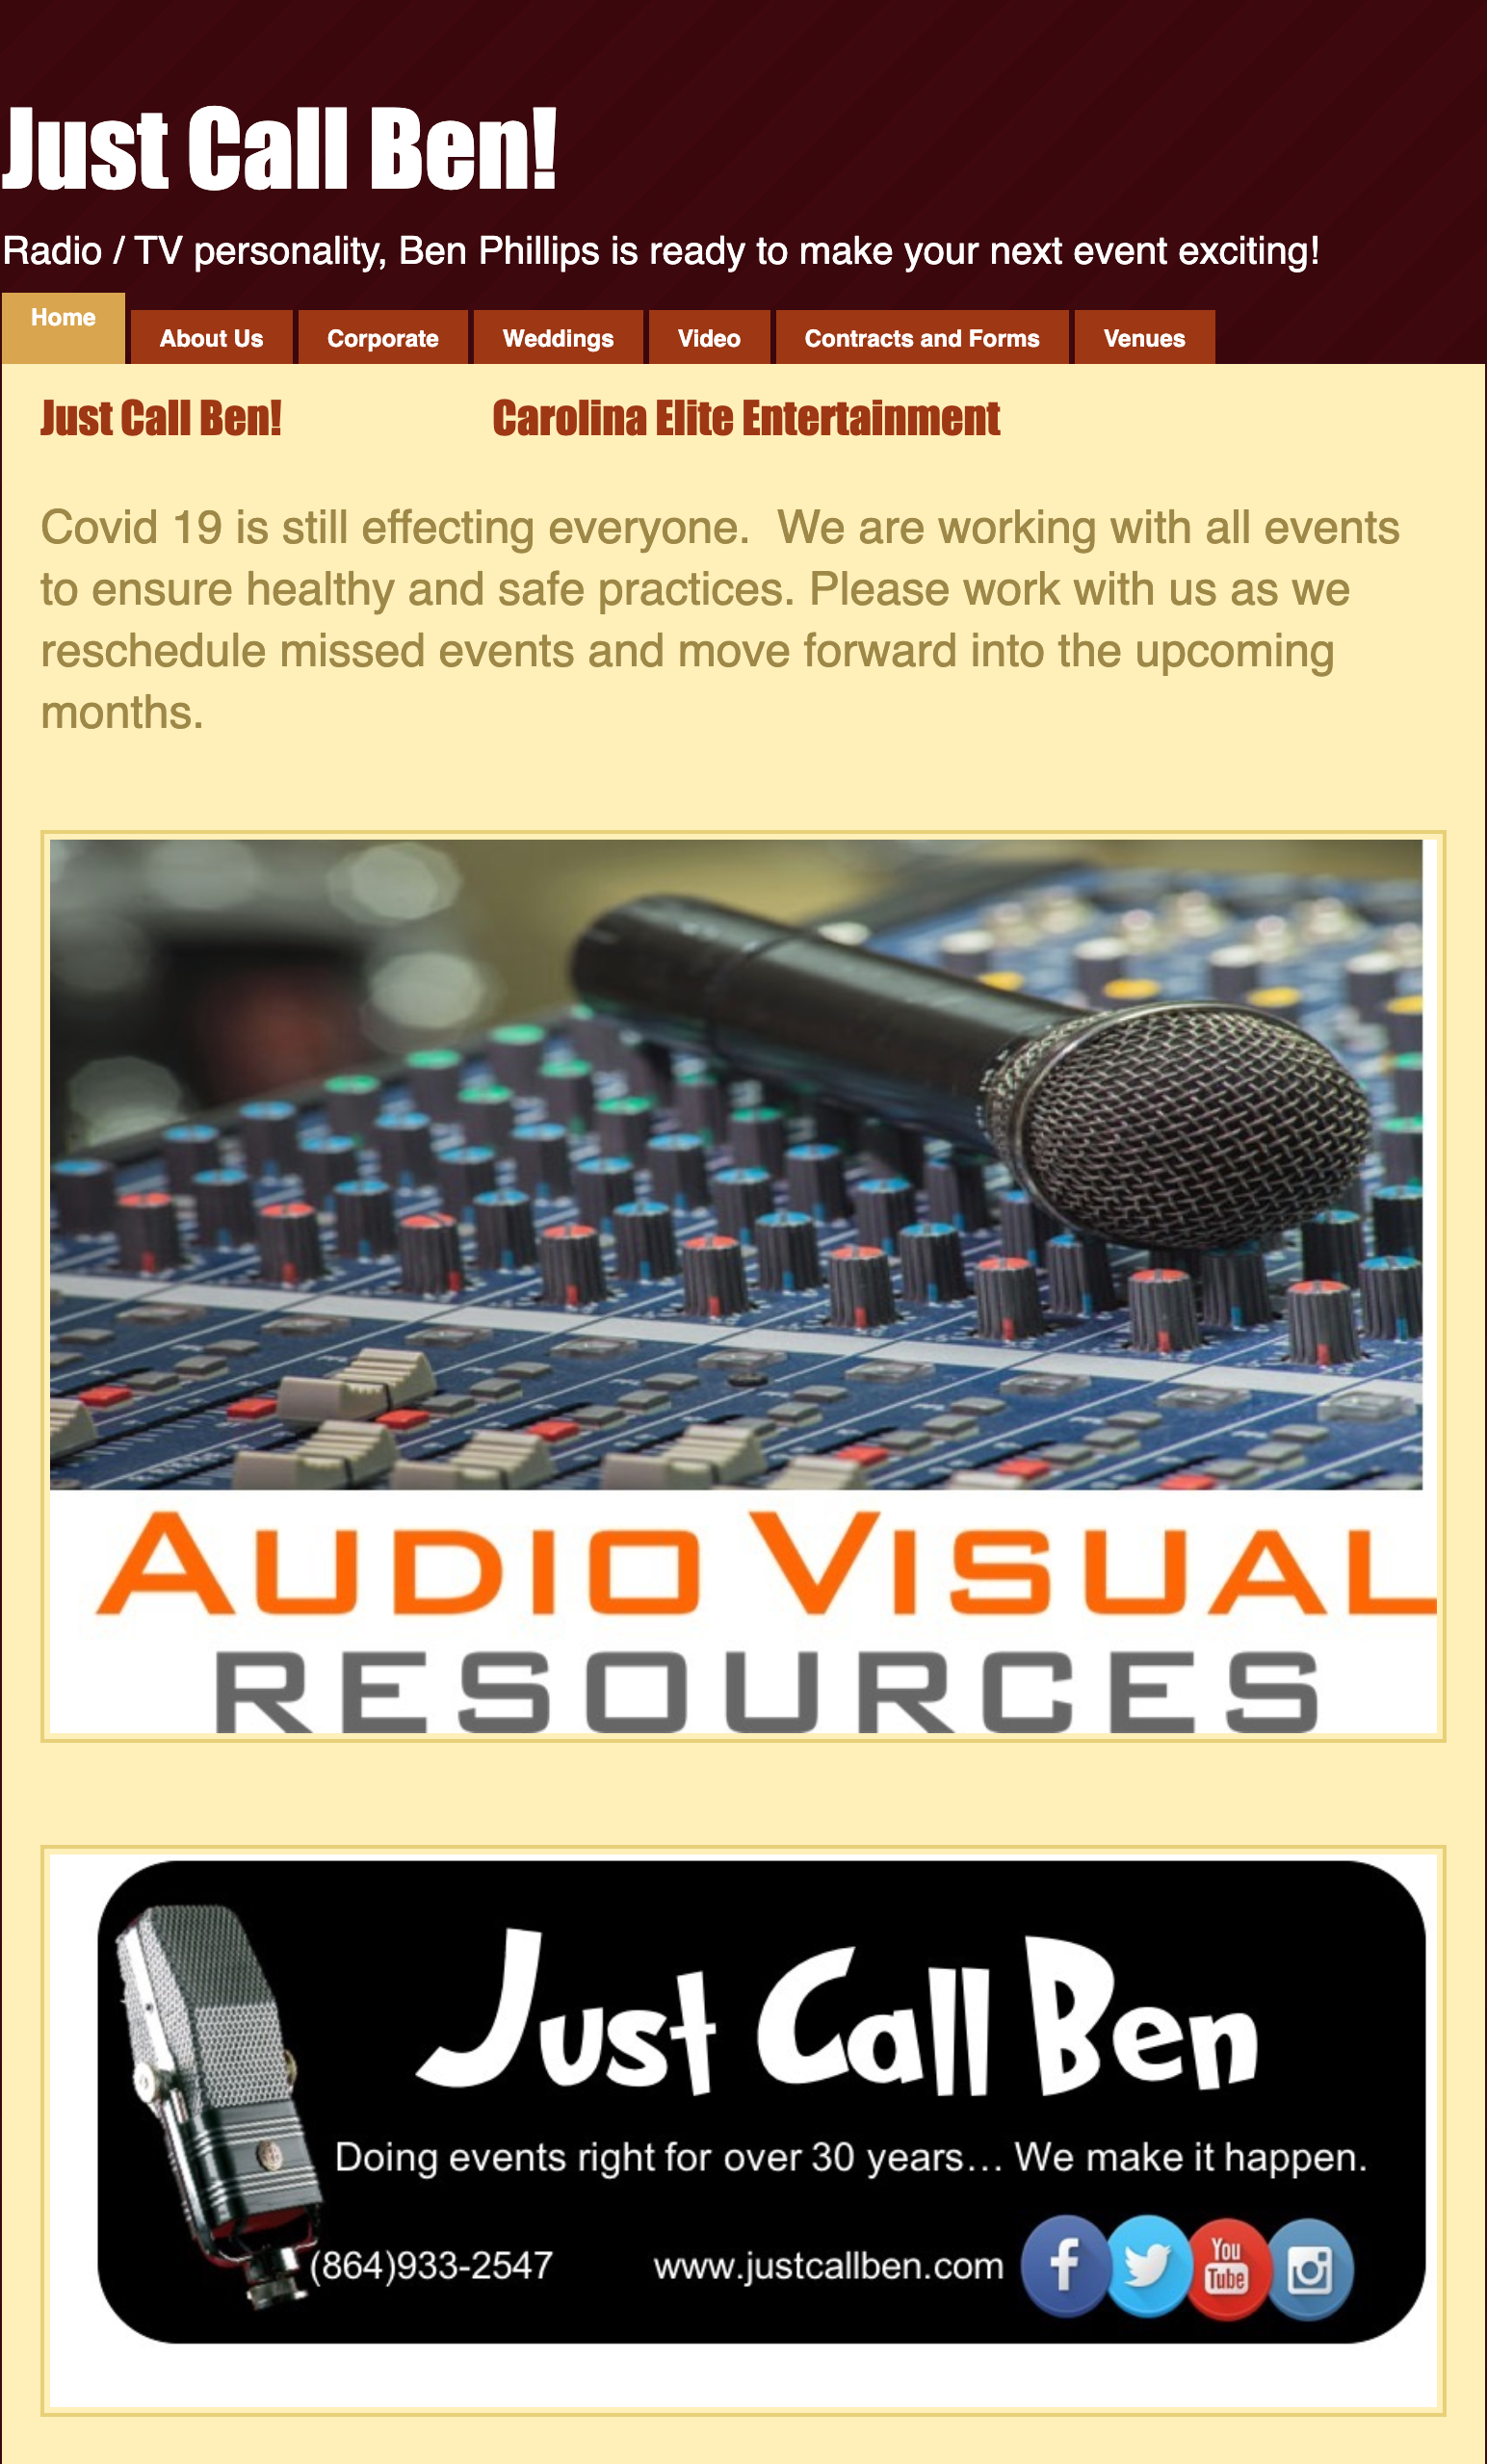 Just Call Ben!
Radio / TV personality, Ben Phillips is ready to make your next event exciting!
Home About Us Corporate Weddings Video Contracts and Forms Venues
Just Call Ben! Carolina Elite Entertainment
Covid 19 is still effecting everyone.  We are working with all events
to ensure healthy and safe practices. Please work with us as we
reschedule missed events and move forward into the upcoming
months.
AUDIO VISUAL
RESOURCES
Just Call Ben
Doing events right for over 30 years... We make it happen.
(864)933-2547 www.justcallben.com f You
Tube